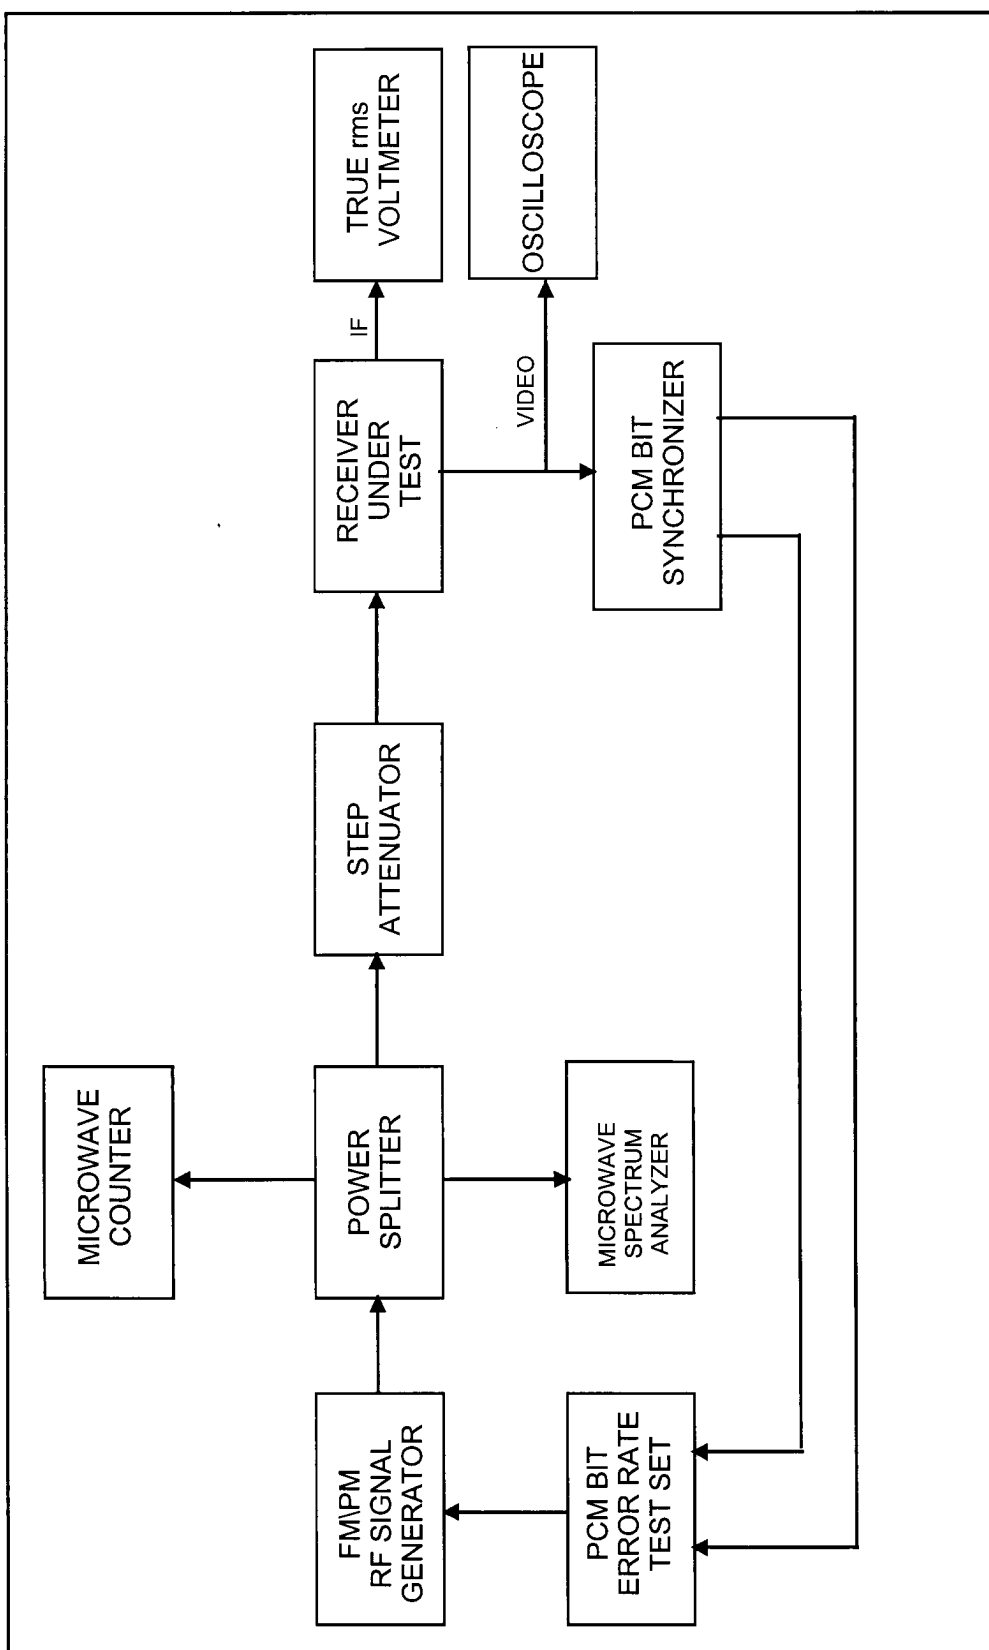 MICROWAVE
COUNTER
FM\PM
RF SIGNAL
GENERATOR
POWER
SPLITTER
STEP
ATTENUATOR
RECEIVER
UNDER
TEST
IF
TRUE rms
VOLTMETER
VIDEO
OSCILLOSCOPE
PCM BIT
ERROR RATE
TEST SET
MICROWAVE
SPECTRUM
ANALYZER
PCM BIT
SYNCHRONIZER